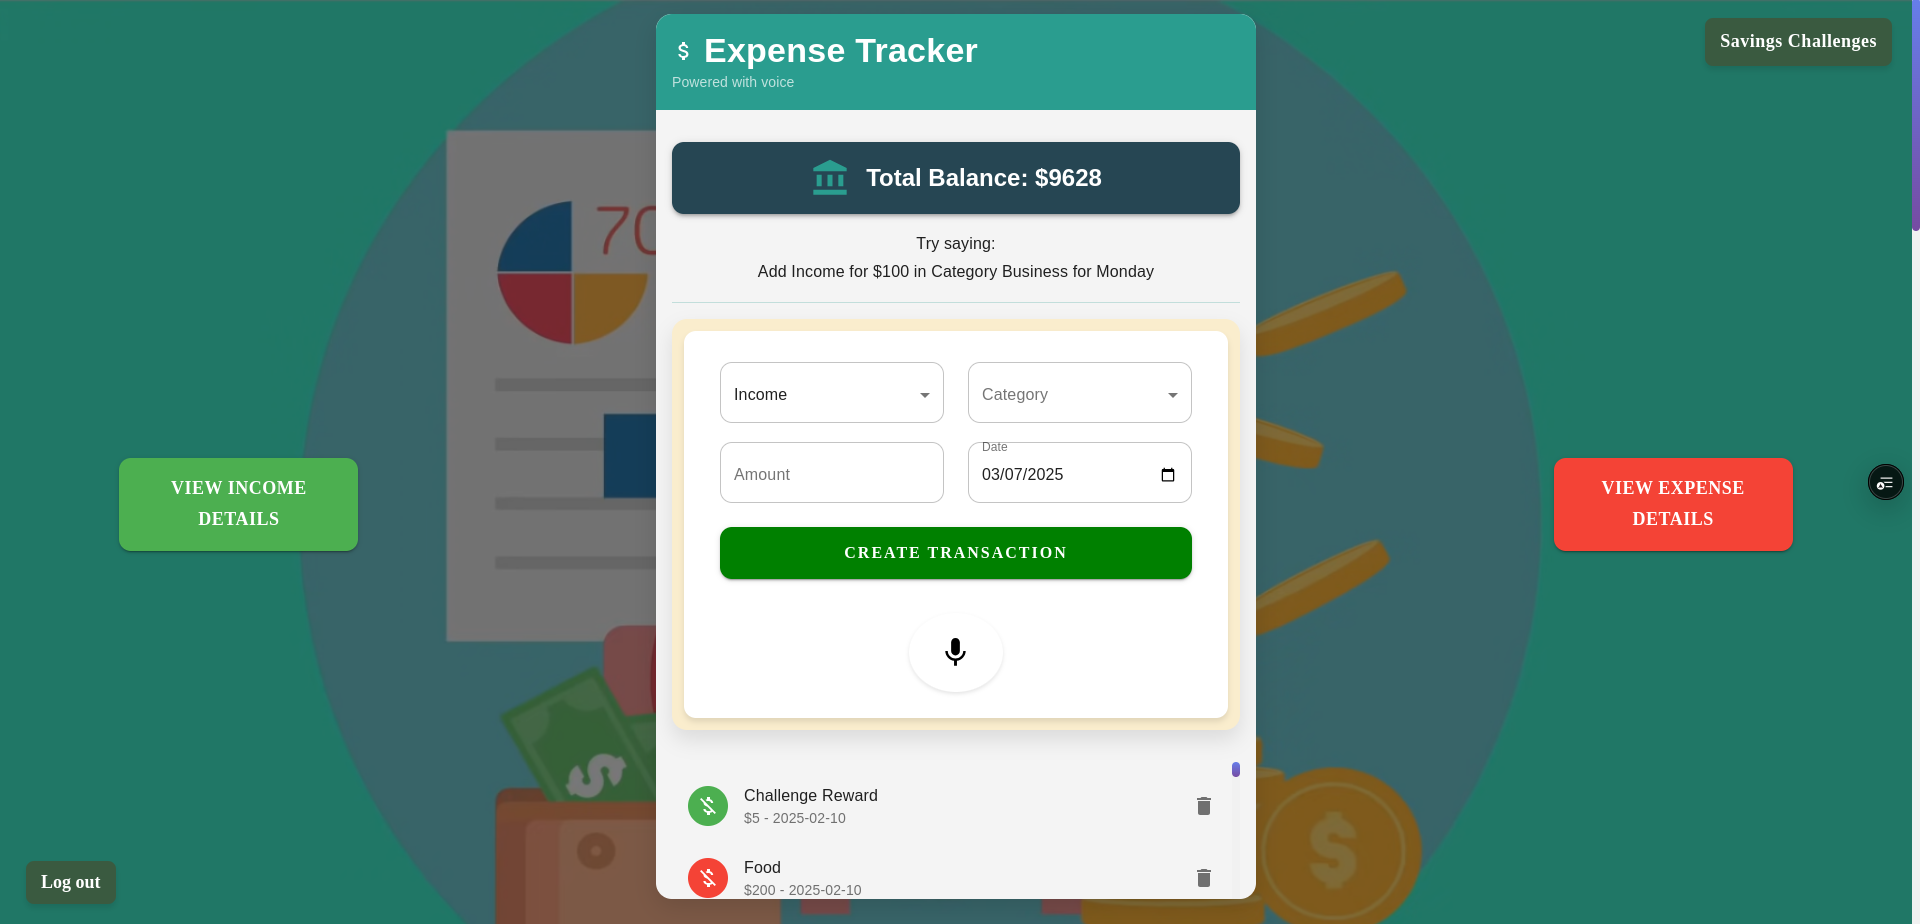 Expense Tracker
Powered with voice
Savings Challenges
Total Balance: $9628
70
Try saying:
Add Income for $100 in Category Business for Monday
Income
Category
Amount
Date
03/07/2025
VIEW INCOME
DETAILS
VIEW EXPENSE
DETAILS
CREATE TRANSACTION
Challenge Reward
$5 - 2025-02-10
Food
$200 - 2025-02-10
Log out